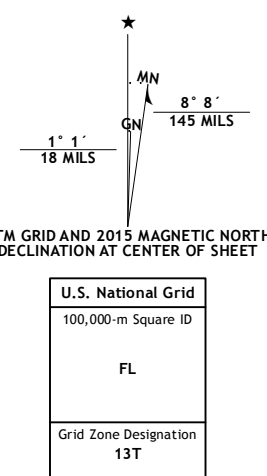 ★
MN
GN
8° 8´
145 MILS
1° 1´
18 MILS
TM GRID AND 2015 MAGNETIC NORTH
DECLINATION AT CENTER OF SHEET
U.S. National Grid
100,000-m Square ID
FL
Grid Zone Designation
13T